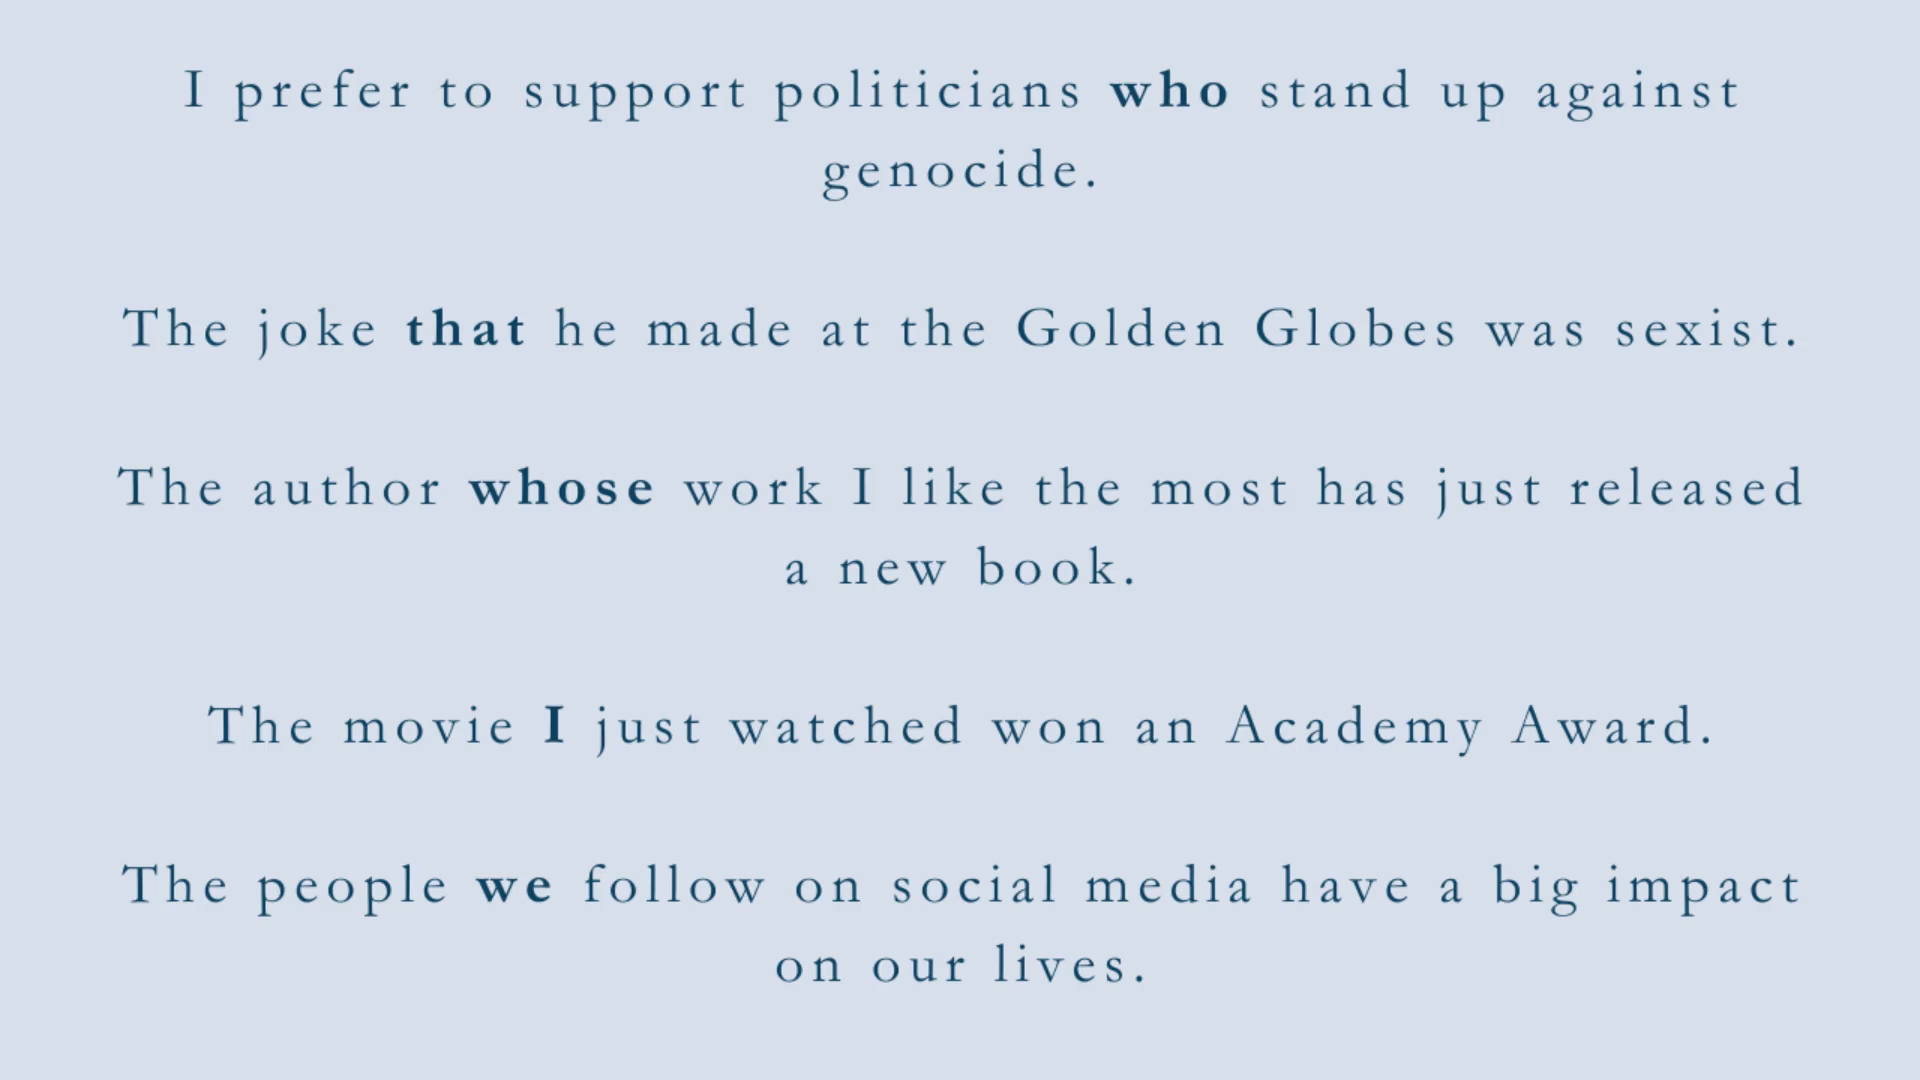 I prefer to support politicians who stand up against
genocide.
The joke that he made at the Golden Globes was sexist.
The author whose work I like the most has just released
a new book.
The movie I just watched won an Academy Award.
The people we follow on social media have a big impact
on our lives.